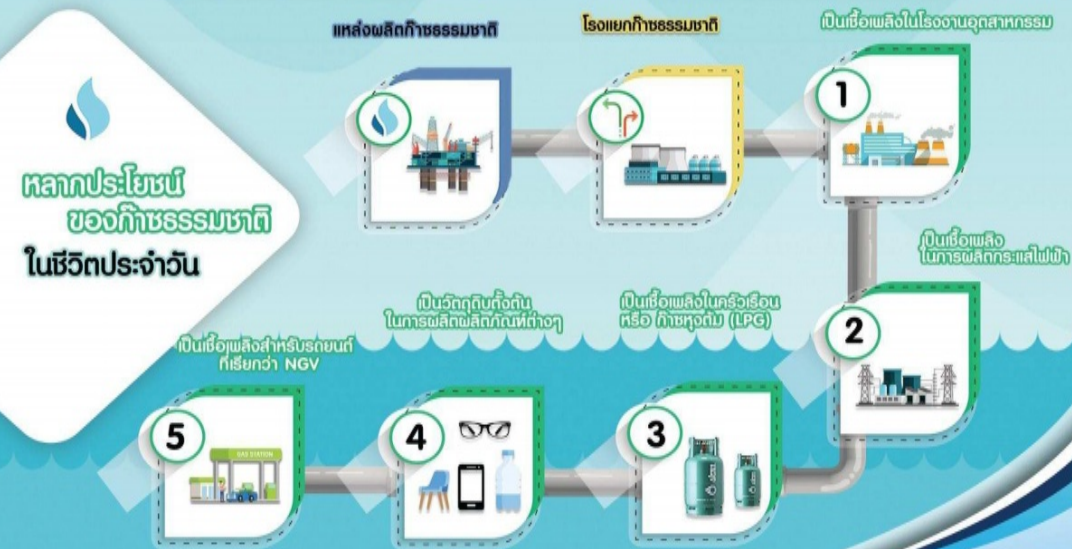 หลากประโยชน์
ของก๊าซธรรมชาติ
ในชีวิตประจำวัน
แหล่งผลิตก๊าซธรรมชาติ
โรงแยกก๊าซธรรมชาติ
เป็นเชื้อเพลิงในโรงงานอุตสาหกรรม
1
เป็นเชื้อเพลิง
ในการผลิตกระแสไฟฟ้า
2
เป็นเชื้อเพลิงในครัวเรือน
หรือ ก๊าซหุงต้ม (LPG)
3
เป็นวัตถุดิบตั้งต้น
ในการผลิตผลิตภัณฑ์ต่างๆ
4
เป็นเชื้อเพลิงสำหรับรถยนต์
ที่เรียกว่า NGV
5
GAS STATION